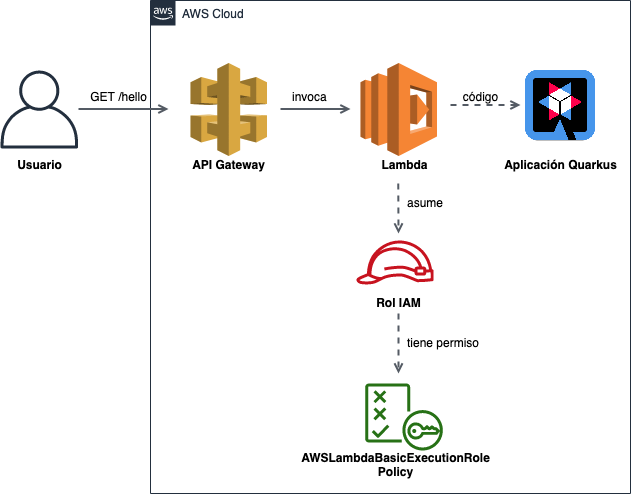 aws
AWS Cloud
GET /hello
invoca
código
Usuario
API Gateway
Lambda
Aplicación Quarkus
asume
Rol IAM
tiene permiso
AWSLambdaBasicExecutionRole
Policy